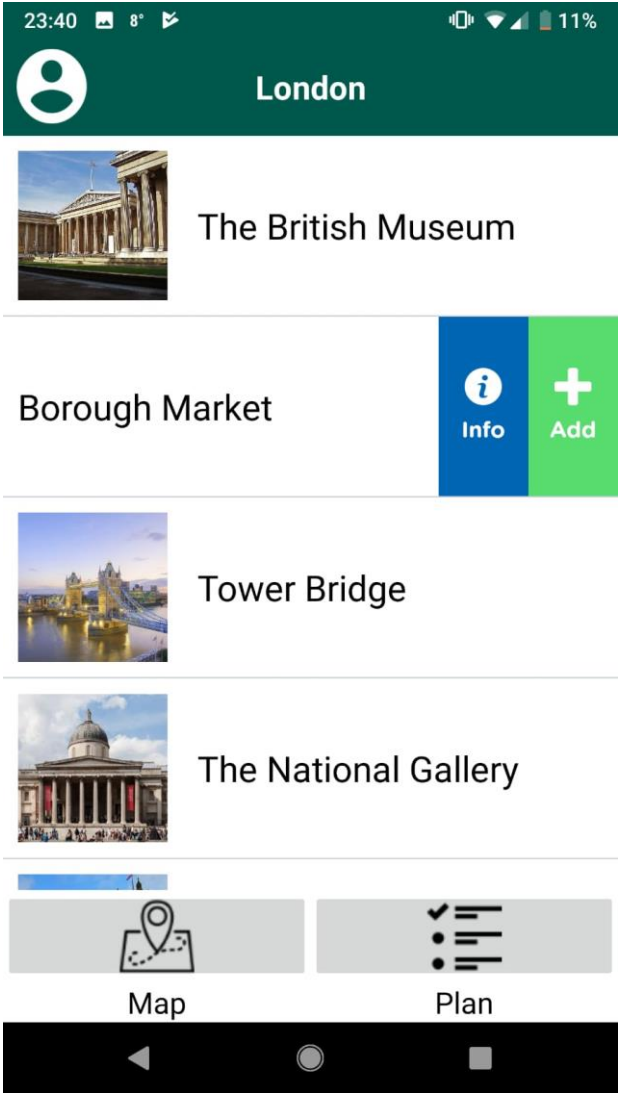 23:40 8° 11%
London
The British Museum
Borough Market
Info Add
Tower Bridge
The National Gallery
Map Plan